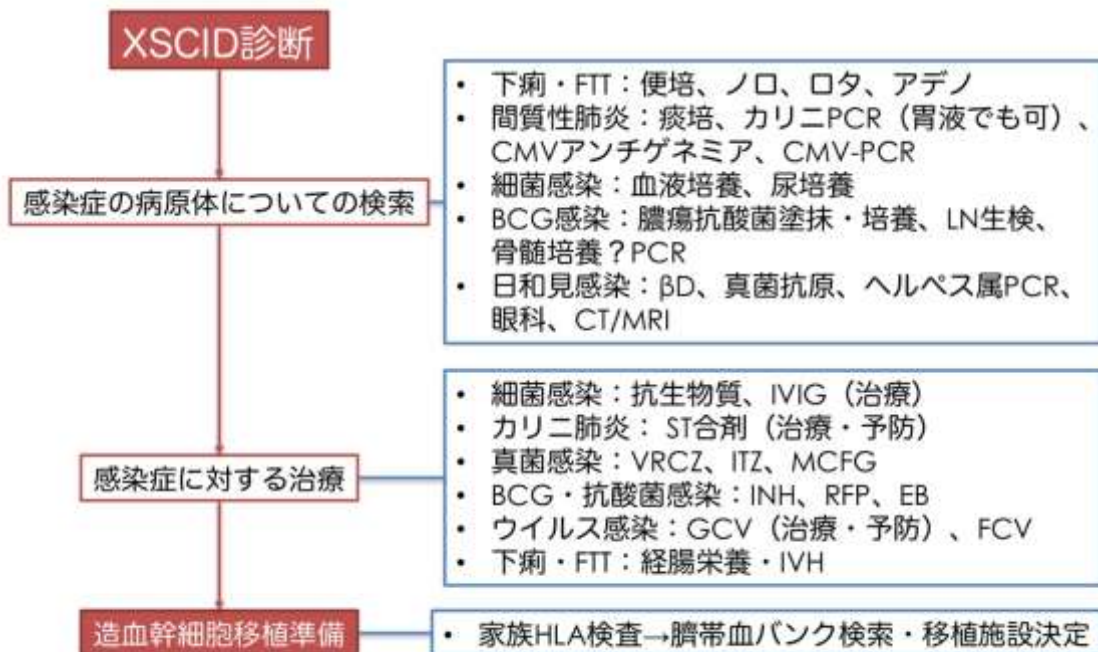 XSCID診断
• 下痢・FTT：便培、ノロ、ロタ、アデノ
• 間質性肺炎：痰培、カリニPCR（胃液でも可）、
CMVアンチゲネミア、CMV-PCR
• 細菌感染：血液培養、尿培養
• BCG感染：膿瘍抗酸菌塗抹・培養、LN生検、
骨髄培養？PCR
• 日和見感染：βD、真菌抗原、ヘルペス属PCR、
眼科、CT/MRI
感染症の病原体についての検索
• 細菌感染：抗生物質、IVIG（治療）
• カリニ肺炎： ST合剤（治療・予防）
• 真菌感染：VRCZ、ITZ、MCFG
• BCG・抗酸菌感染：INH、RFP、EB
• ウイルス感染：GCV（治療・予防）、FCV
• 下痢・FTT：経腸栄養・IVH
感染症に対する治療
造血幹細胞移植準備
• 家族HLA検査→臍帯血バンク検索・移植施設決定